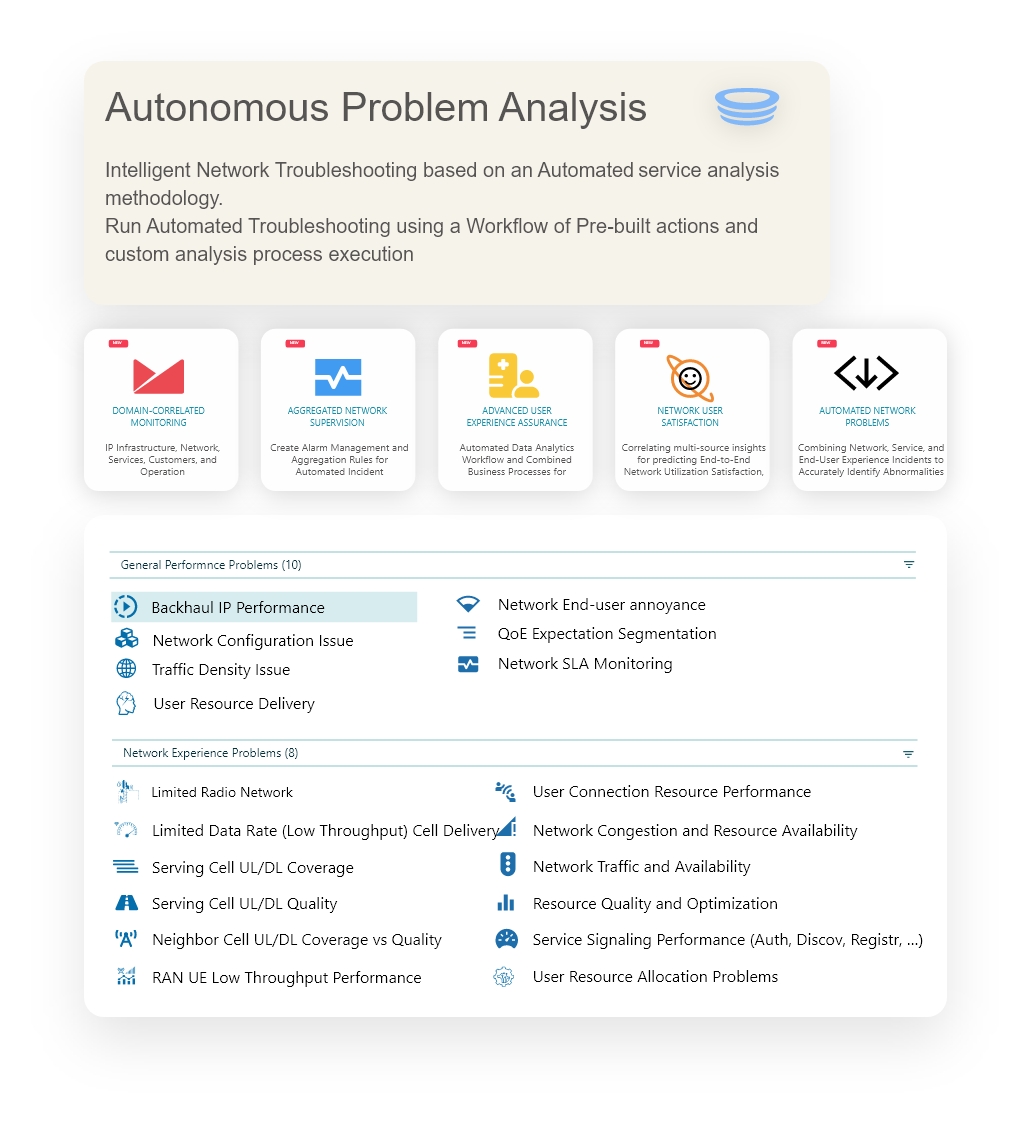 Autonomous Problem Analysis
Intelligent Network Troubleshooting based on an Automated service analysis
methodology.
Run Automated Troubleshooting using a Workflow of Pre-built actions and
custom analysis process execution
NEW
DOMAIN-CORRELATED
MONITORING
IP Infrastructure, Network,
Services, Customers, and
Operation
NEW
AGGREGATED NETWORK
SUPERVISION
Create Alarm Management and
Aggregation Rules for
Automated Incident
NEW
ADVANCED USER
EXPERIENCE ASSURANCE
Automated Data Analytics
Workflow and Combined
Business Processes for
NEW
NETWORK USER
SATISFACTION
Correlating multi-source insights
for predicting End-to-End
Network Utilization Satisfaction,
NEW
AUTOMATED NETWORK
PROBLEMS
Combining Network, Service, and
End-User Experience Incidents to
Accurately Identify Abnormalities
General Performnce Problems (10)
Backhaul IP Performance
Network Configuration Issue
Traffic Density Issue
User Resource Delivery
Network End-user annoyance
QoE Expectation Segmentation
Network SLA Monitoring
Network Experience Problems (8)
Limited Radio Network
Limited Data Rate (Low Throughput) Cell Delivery
Serving Cell UL/DL Coverage
Serving Cell UL/DL Quality
Neighbor Cell UL/DL Coverage vs Quality
RAN UE Low Throughput Performance
User Connection Resource Performance
Network Congestion and Resource Availability
Network Traffic and Availability
Resource Quality and Optimization
Service Signaling Performance (Auth, Discov, Registr, ...)
User Resource Allocation Problems